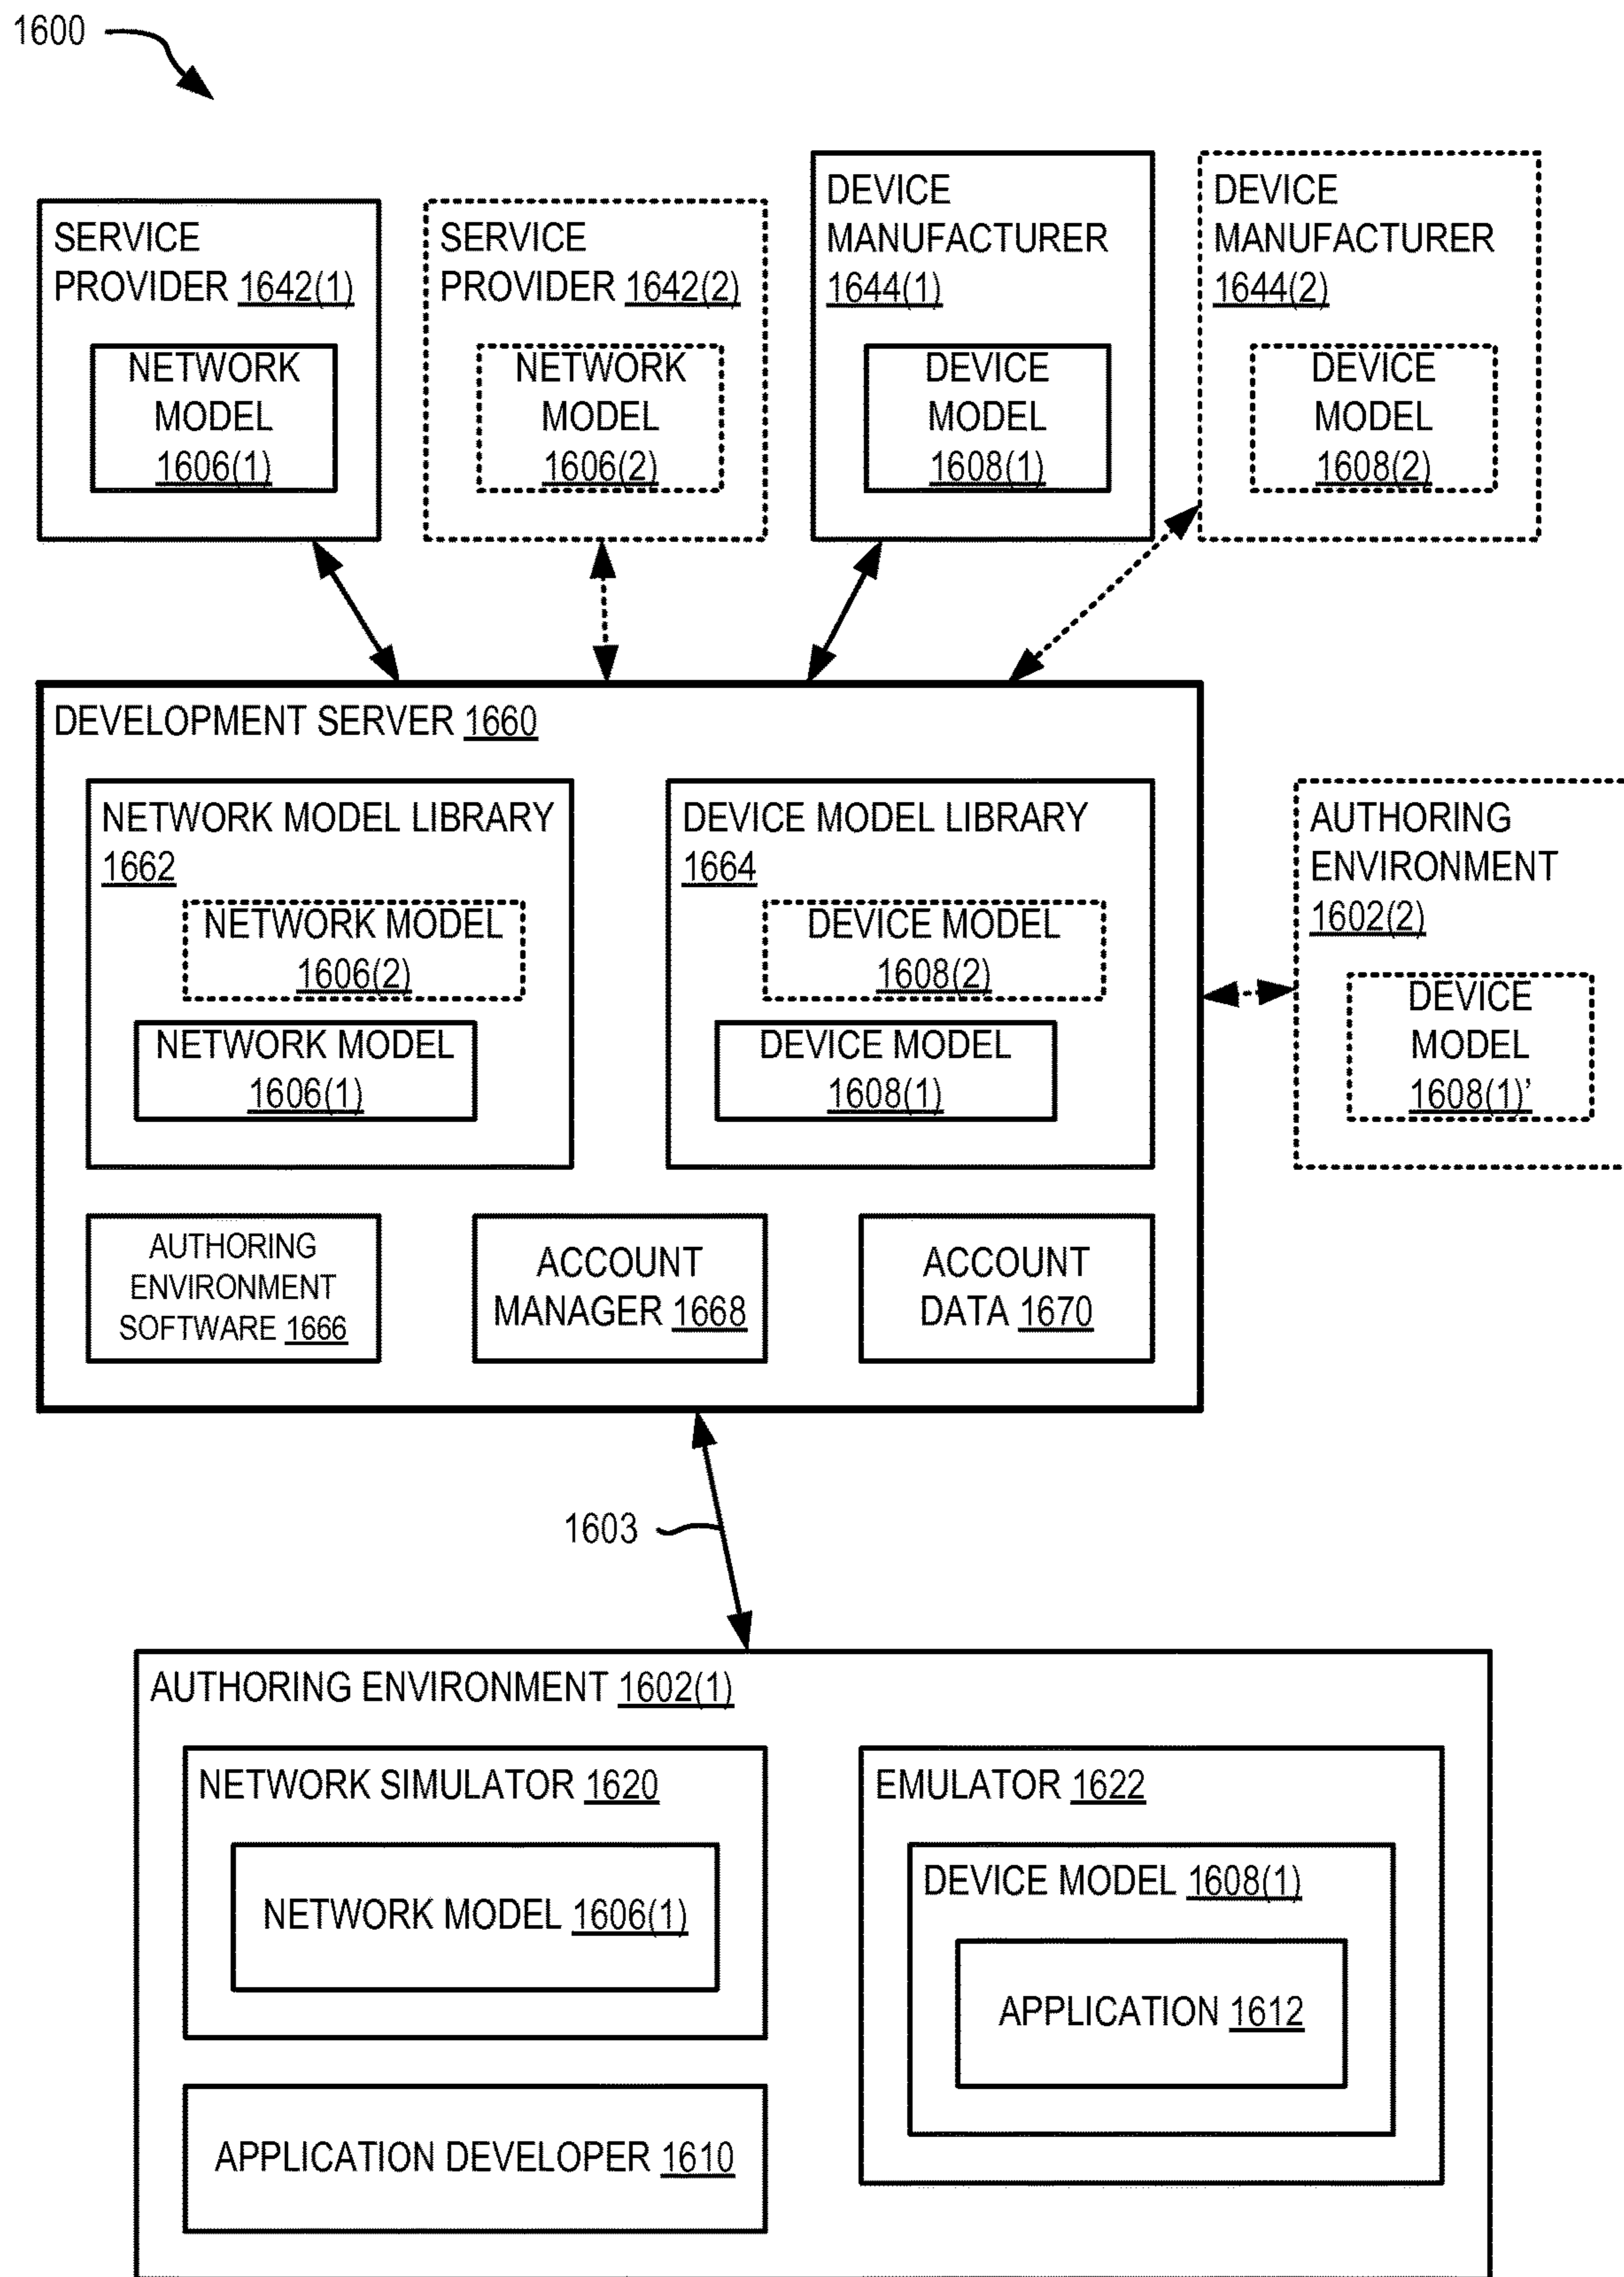 1600
SERVICE
PROVIDER 1642(1)
NETWORK
MODEL
1606(1)
SERVICE
PROVIDER 1642(2)
NETWORK
MODEL
1606(2)
DEVICE
MANUFACTURER
1644(1)
DEVICE
MODEL
1608(1)
DEVICE
MANUFACTURER
1644(2)
DEVICE
MODEL
1608(2)
DEVELOPMENT SERVER 1660
NETWORK MODEL LIBRARY
1662
NETWORK MODEL
1606(2)
NETWORK MODEL
1606(1)
DEVICE MODEL LIBRARY
1664
DEVICE MODEL
1608(2)
DEVICE MODEL
1608(1)
AUTHORING
ENVIRONMENT
SOFTWARE 1666
ACCOUNT
MANAGER 1668
ACCOUNT
DATA 1670
AUTHORING
ENVIRONMENT
1602(2)
DEVICE
MODEL
1608(1)’
1603
AUTHORING ENVIRONMENT 1602(1)
NETWORK SIMULATOR 1620
NETWORK MODEL 1606(1)
APPLICATION DEVELOPER 1610
EMULATOR 1622
DEVICE MODEL 1608(1)
APPLICATION 1612